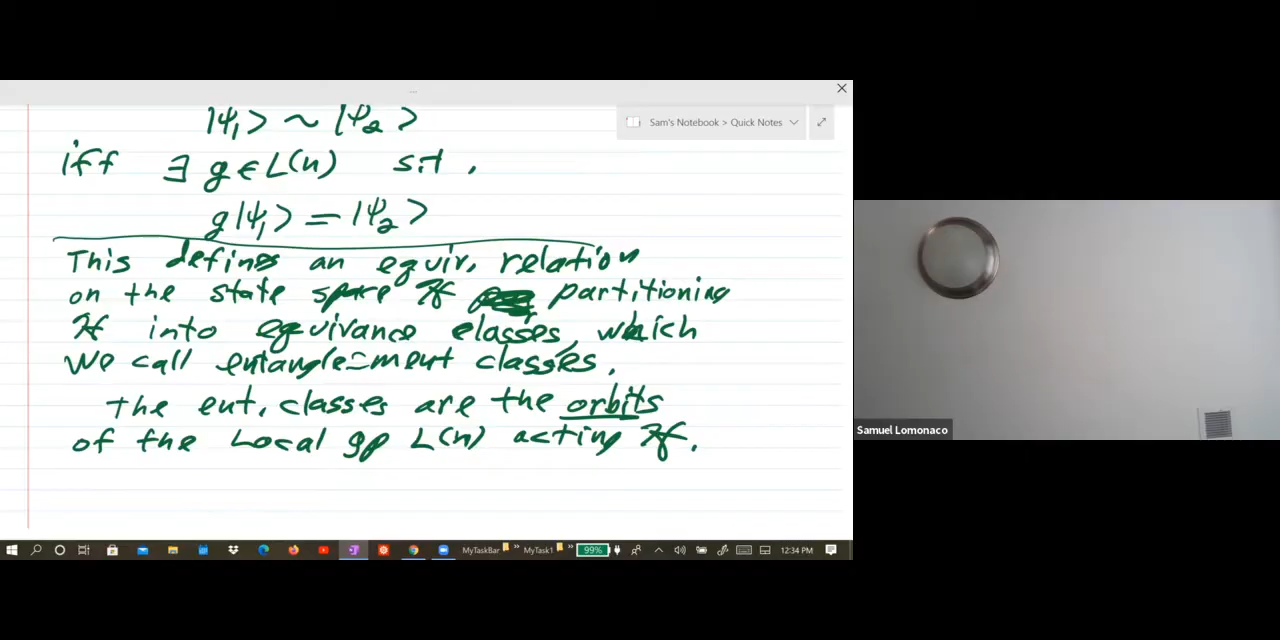 ...
Sam's Notebook > Quick Notes
|ψ₁> ~ |ψ₂>
iff ∃ g ∈ L(n) s.t.
g|ψ₁> = |ψ₂>
This defines an equiv. relation
on the state space ℋ partitioning
ℋ into equivance classes, which
we call entangle=ment classes.
The ent. classes are the orbits
of the Local gp L(n) acting ℋ.
Samuel Lomonaco
MyTaskBar » MyTask1 » 99% 12:34 PM